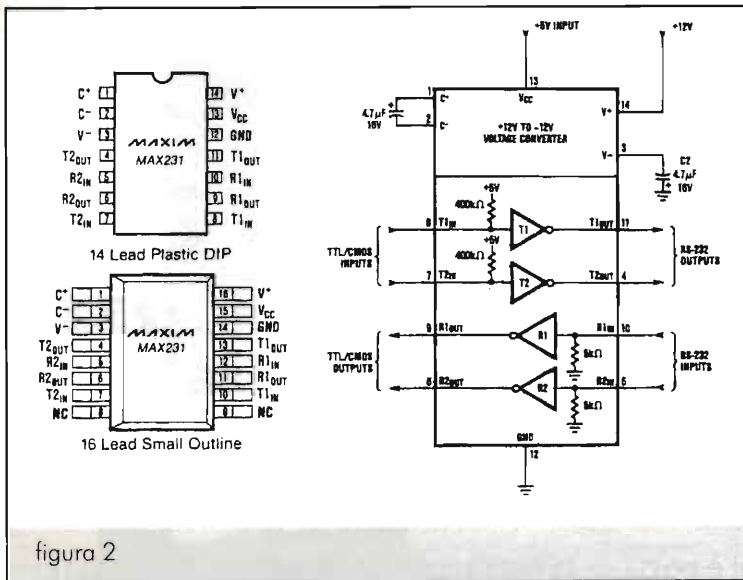 C⁺ 1 14 V⁺
C⁻ 2 13 VCC
V⁻ 3 12 GND
T2OUT 4 11 T1OUT
R2IN 5 10 R1IN
R2OUT 6 9 R1OUT
T2IN 7 8 T1IN
MAXIM
MAX231
14 Lead Plastic DIP
C⁺ 1 16 V⁺
C⁻ 2 15 VCC
V⁻ 3 14 GND
T2OUT 4 13 T1OUT
R2IN 5 12 R1IN
R2OUT 6 11 R1OUT
T2IN 7 10 T1IN
NC 8 9 NC
MAXIM
MAX231
16 Lead Small Outline
+5V INPUT
+12V
13
VCC
1 C⁺
4.7μF
16V
2 C⁻
+12V TO -12V
VOLTAGE CONVERTER
V+ 14
V− 3
C2
4.7μF
16V
+5V
400kΩ
8 T1IN T1 T1OUT 11
+5V
400kΩ
7 T2IN T2 T2OUT 4
TTL/CMOS
INPUTS
RS-232
OUTPUTS
9 R1OUT R1 R1IN 10
5kΩ
6 R2OUT R2 R2IN 5
5kΩ
TTL/CMOS
OUTPUTS
RS-232
INPUTS
GND
12
figura 2